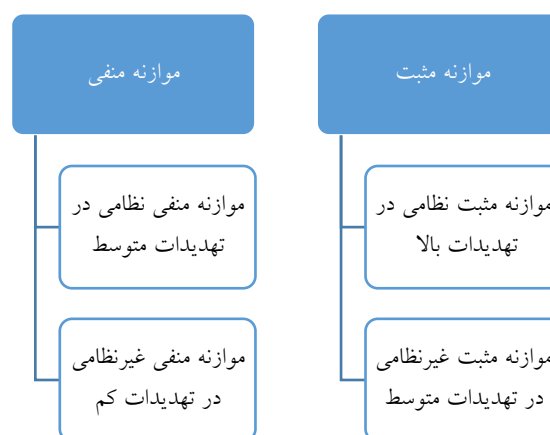 موازنه مثبت
موازنه مثبت نظامی در
تهدیدات بالا
موازنه مثبت غیرنظامی
در تهدیدات متوسط
موازنه منفی
موازنه منفی نظامی در
تهدیدات متوسط
موازنه منفی غیرنظامی
در تهدیدات کم